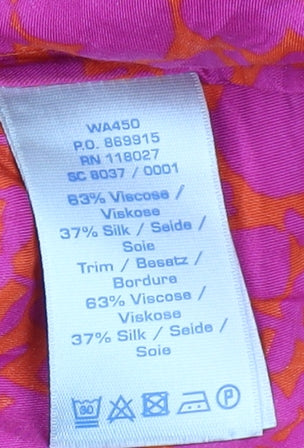 WA450
P.O. 869915
RN 118027
SC 8037 / 0001
63% Viscose /
Viskose
37% Silk / Seide /
Soie
Trim / Besatz /
Bordure
63% Viscose /
Viskose
37% Silk / Seide /
Soie
30 P